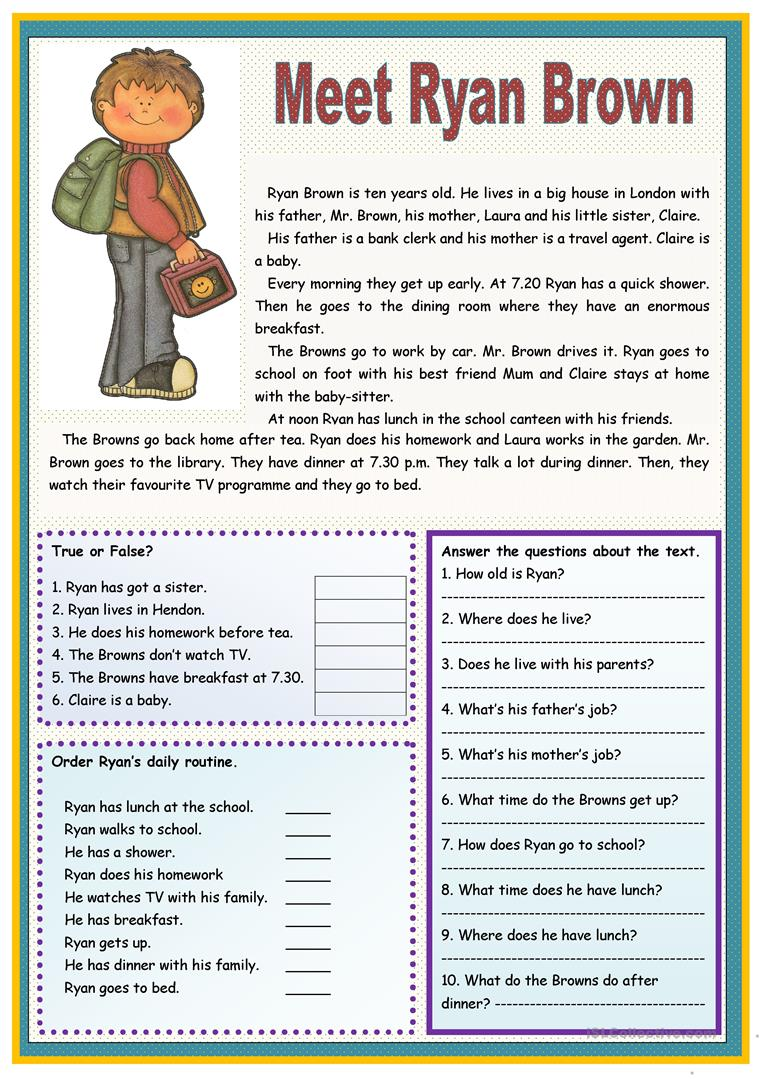 Meet Ryan Brown
Ryan Brown is ten years old. He lives in a big house in London with
his father, Mr. Brown, his mother, Laura and his little sister, Claire.
His father is a bank clerk and his mother is a travel agent. Claire is
a baby.
Every morning they get up early. At 7.20 Ryan has a quick shower.
Then he goes to the dining room where they have an enormous
breakfast.
The Browns go to work by car. Mr. Brown drives it. Ryan goes to
school on foot with his best friend Mum and Claire stays at home
with the baby-sitter.
At noon Ryan has lunch in the school canteen with his friends.
The Browns go back home after tea. Ryan does his homework and Laura works in the garden. Mr.
Brown goes to the library. They have dinner at 7.30 p.m. They talk a lot during dinner. Then, they
watch their favourite TV programme and they go to bed.
True or False?
1. Ryan has got a sister.
2. Ryan lives in Hendon.
3. He does his homework before tea.
4. The Browns don't watch TV.
5. The Browns have breakfast at 7.30.
6. Claire is a baby.
Order Ryan's daily routine.
Ryan has lunch at the school. _____
Ryan walks to school. _____
He has a shower. _____
Ryan does his homework _____
He watches TV with his family. _____
He has breakfast. _____
Ryan gets up. _____
He has dinner with his family. _____
Ryan goes to bed. _____
Answer the questions about the text.
1. How old is Ryan?
2. Where does he live?
3. Does he live with his parents?
4. What's his father's job?
5. What's his mother's job?
6. What time do the Browns get up?
7. How does Ryan go to school?
8. What time does he have lunch?
9. Where does he have lunch?
10. What do the Browns do after
dinner? ------------------------------
iSLCollective.com